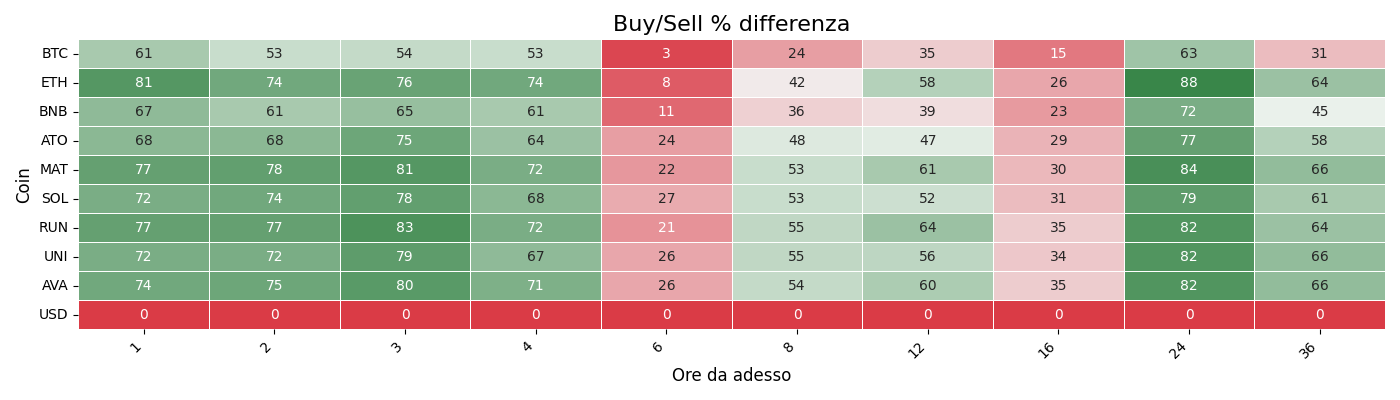 Buy/Sell % differenza
Coin
BTC 61 53 54 53 3 24 35 15 63 31
ETH 81 74 76 74 8 42 58 26 88 64
BNB 67 61 65 61 11 36 39 23 72 45
ATO 68 68 75 64 24 48 47 29 77 58
MAT 77 78 81 72 22 53 61 30 84 66
SOL 72 74 78 68 27 53 52 31 79 61
RUN 77 77 83 72 21 55 64 35 82 64
UNI 72 72 79 67 26 55 56 34 82 66
AVA 74 75 80 71 26 54 60 35 82 66
USD 0 0 0 0 0 0 0 0 0 0
1 2 3 4 6 8 12 16 24 36
Ore da adesso